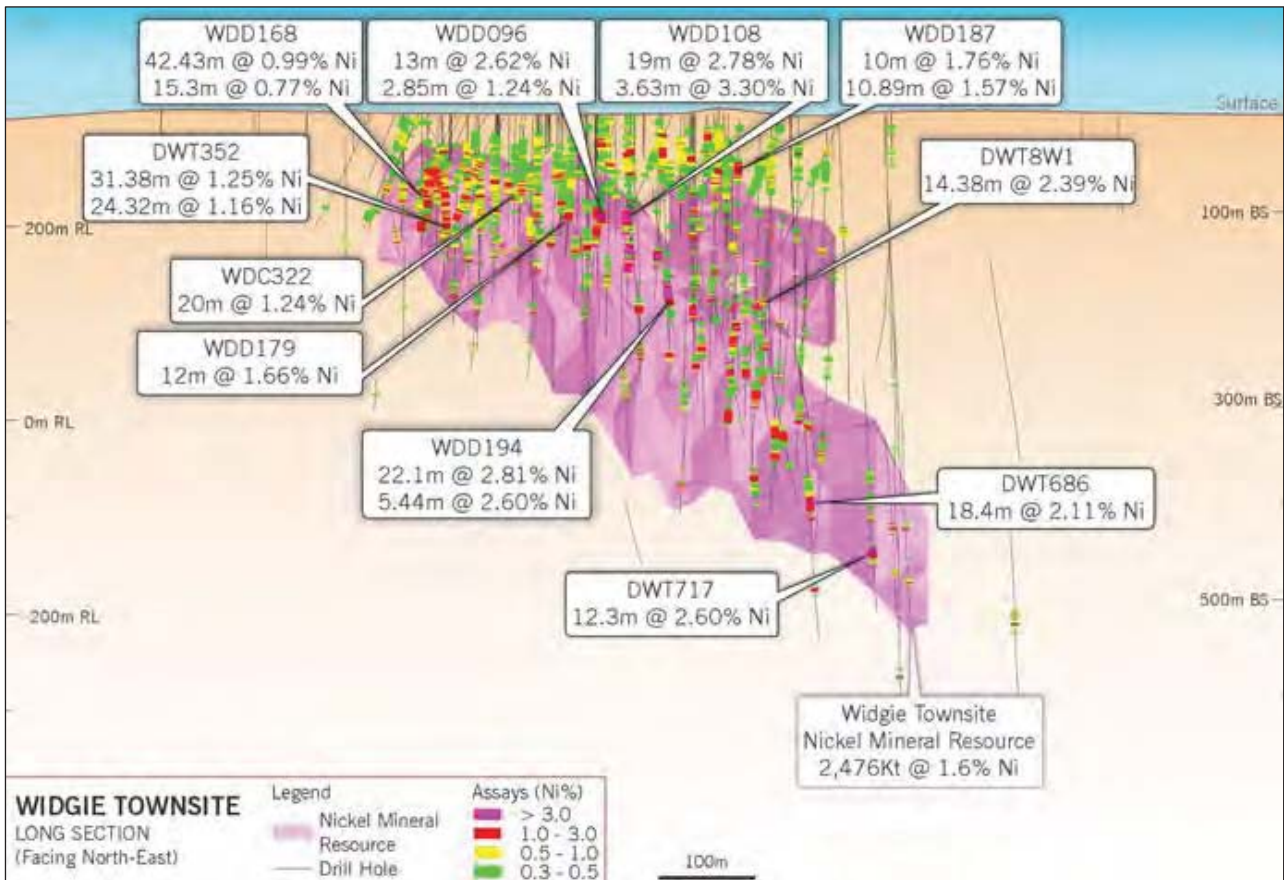 WDD168
42.43m @ 0.99% Ni
15.3m @ 0.77% Ni
WDD096
13m @ 2.62% Ni
2.85m @ 1.24% Ni
WDD108
19m @ 2.78% Ni
3.63m @ 3.30% Ni
WDD187
10m @ 1.76% Ni
10.89m @ 1.57% Ni
Surface
DWT352
31.38m @ 1.25% Ni
24.32m @ 1.16% Ni
DWT8W1
14.38m @ 2.39% Ni
200m RL
100m BS
WDC322
20m @ 1.24% Ni
WDD179
12m @ 1.66% Ni
0m RL
300m BS
WDD194
22.1m @ 2.81% Ni
5.44m @ 2.60% Ni
DWT686
18.4m @ 2.11% Ni
DWT717
12.3m @ 2.60% Ni
-200m RL
500m BS
Widgie Townsite
Nickel Mineral Resource
2,476Kt @ 1.6% Ni
WIDGIE TOWNSITE
LONG SECTION
(Facing North-East)
Legend
Nickel Mineral
Resource
Drill Hole
Assays (Ni%)
> 3.0
1.0 - 3.0
0.5 - 1.0
0.3 - 0.5
100m